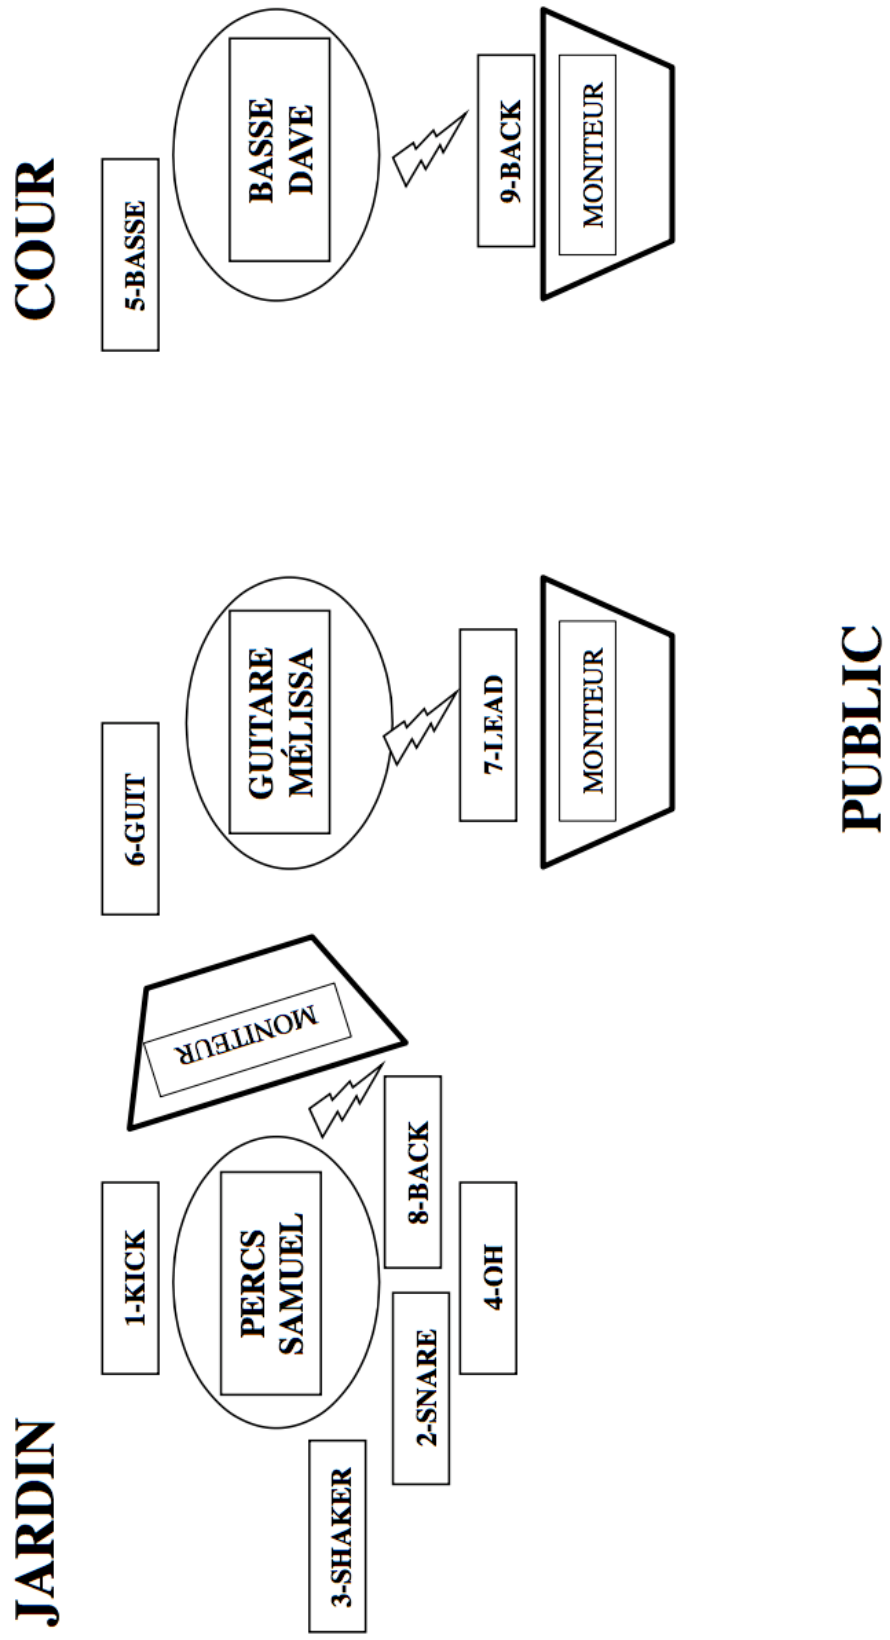 JARDIN
COUR
1-KICK
6-GUIT
5-BASSE
PERCS
SAMUEL
MONITEUR
GUITARE
MÉLISSA
BASSE
DAVE
3-SHAKER
2-SNARE
8-BACK
4-OH
7-LEAD
9-BACK
MONITEUR
MONITEUR
PUBLIC